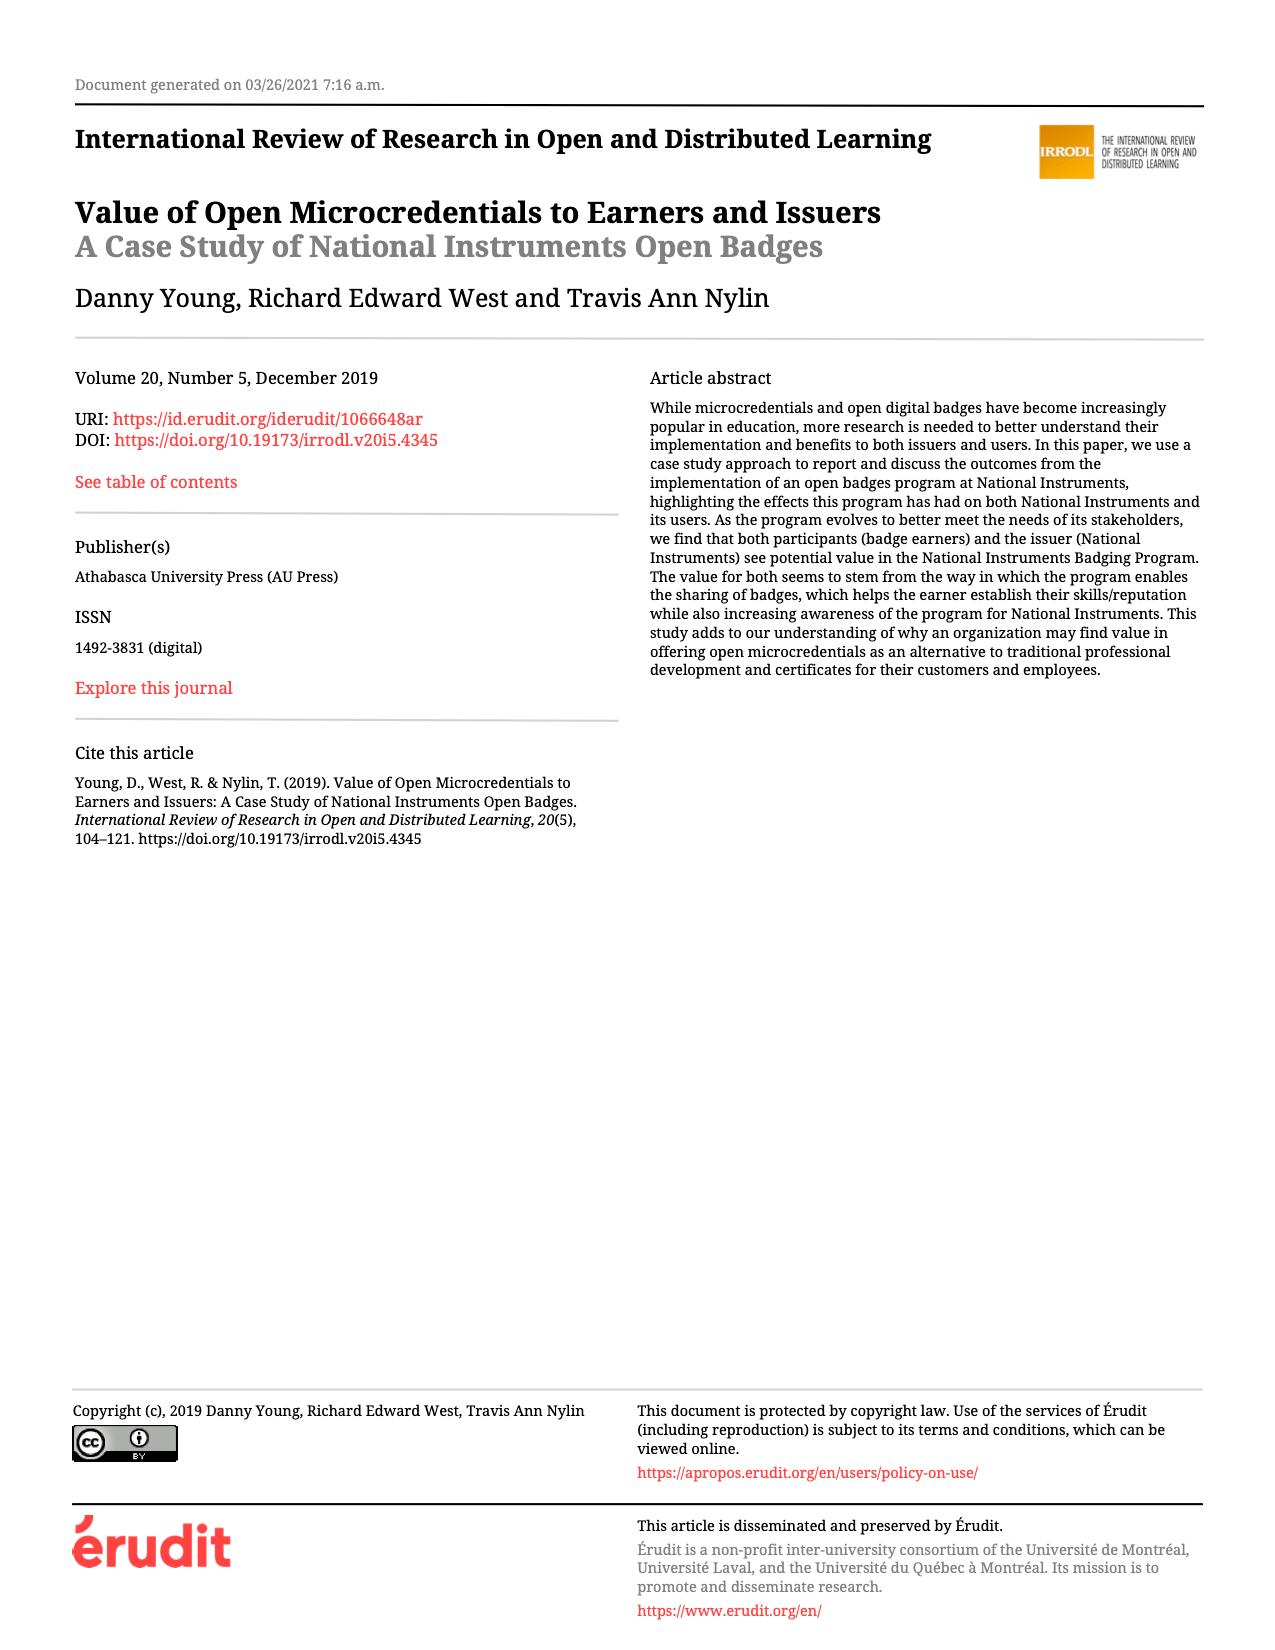 Document generated on 03/26/2021 7:16 a.m.
International Review of Research in Open and Distributed Learning
IRRODL
THE INTERNATIONAL REVIEW
OF RESEARCH IN OPEN AND
DISTRIBUTED LEARNING
Value of Open Microcredentials to Earners and Issuers
A Case Study of National Instruments Open Badges
Danny Young, Richard Edward West and Travis Ann Nylin
Volume 20, Number 5, December 2019
URI: https://id.erudit.org/iderudit/1066648ar
DOI: https://doi.org/10.19173/irrodl.v20i5.4345
See table of contents
Publisher(s)
Athabasca University Press (AU Press)
ISSN
1492-3831 (digital)
Explore this journal
Cite this article
Young, D., West, R. & Nylin, T. (2019). Value of Open Microcredentials to
Earners and Issuers: A Case Study of National Instruments Open Badges.
International Review of Research in Open and Distributed Learning, 20(5),
104–121. https://doi.org/10.19173/irrodl.v20i5.4345
Article abstract
While microcredentials and open digital badges have become increasingly
popular in education, more research is needed to better understand their
implementation and benefits to both issuers and users. In this paper, we use a
case study approach to report and discuss the outcomes from the
implementation of an open badges program at National Instruments,
highlighting the effects this program has had on both National Instruments and
its users. As the program evolves to better meet the needs of its stakeholders,
we find that both participants (badge earners) and the issuer (National
Instruments) see potential value in the National Instruments Badging Program.
The value for both seems to stem from the way in which the program enables
the sharing of badges, which helps the earner establish their skills/reputation
while also increasing awareness of the program for National Instruments. This
study adds to our understanding of why an organization may find value in
offering open microcredentials as an alternative to traditional professional
development and certificates for their customers and employees.
Copyright (c), 2019 Danny Young, Richard Edward West, Travis Ann Nylin
cc
BY
This document is protected by copyright law. Use of the services of Érudit
(including reproduction) is subject to its terms and conditions, which can be
viewed online.
https://apropos.erudit.org/en/users/policy-on-use/
érudit
This article is disseminated and preserved by Érudit.
Érudit is a non-profit inter-university consortium of the Université de Montréal,
Université Laval, and the Université du Québec à Montréal. Its mission is to
promote and disseminate research.
https://www.erudit.org/en/